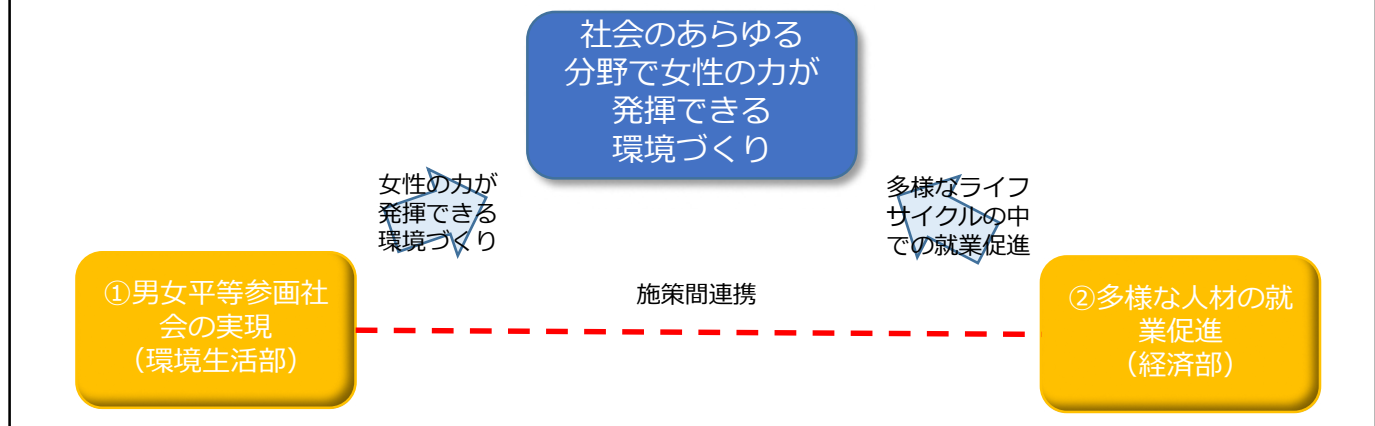 社会のあらゆる
分野で女性の力が
発揮できる
環境づくり
女性の力が
発揮できる
環境づくり
多様なライフ
サイクルの中
での就業促進
①男女平等参画社
会の実現
（環境生活部）
施策間連携
②多様な人材の就
業促進
（経済部）